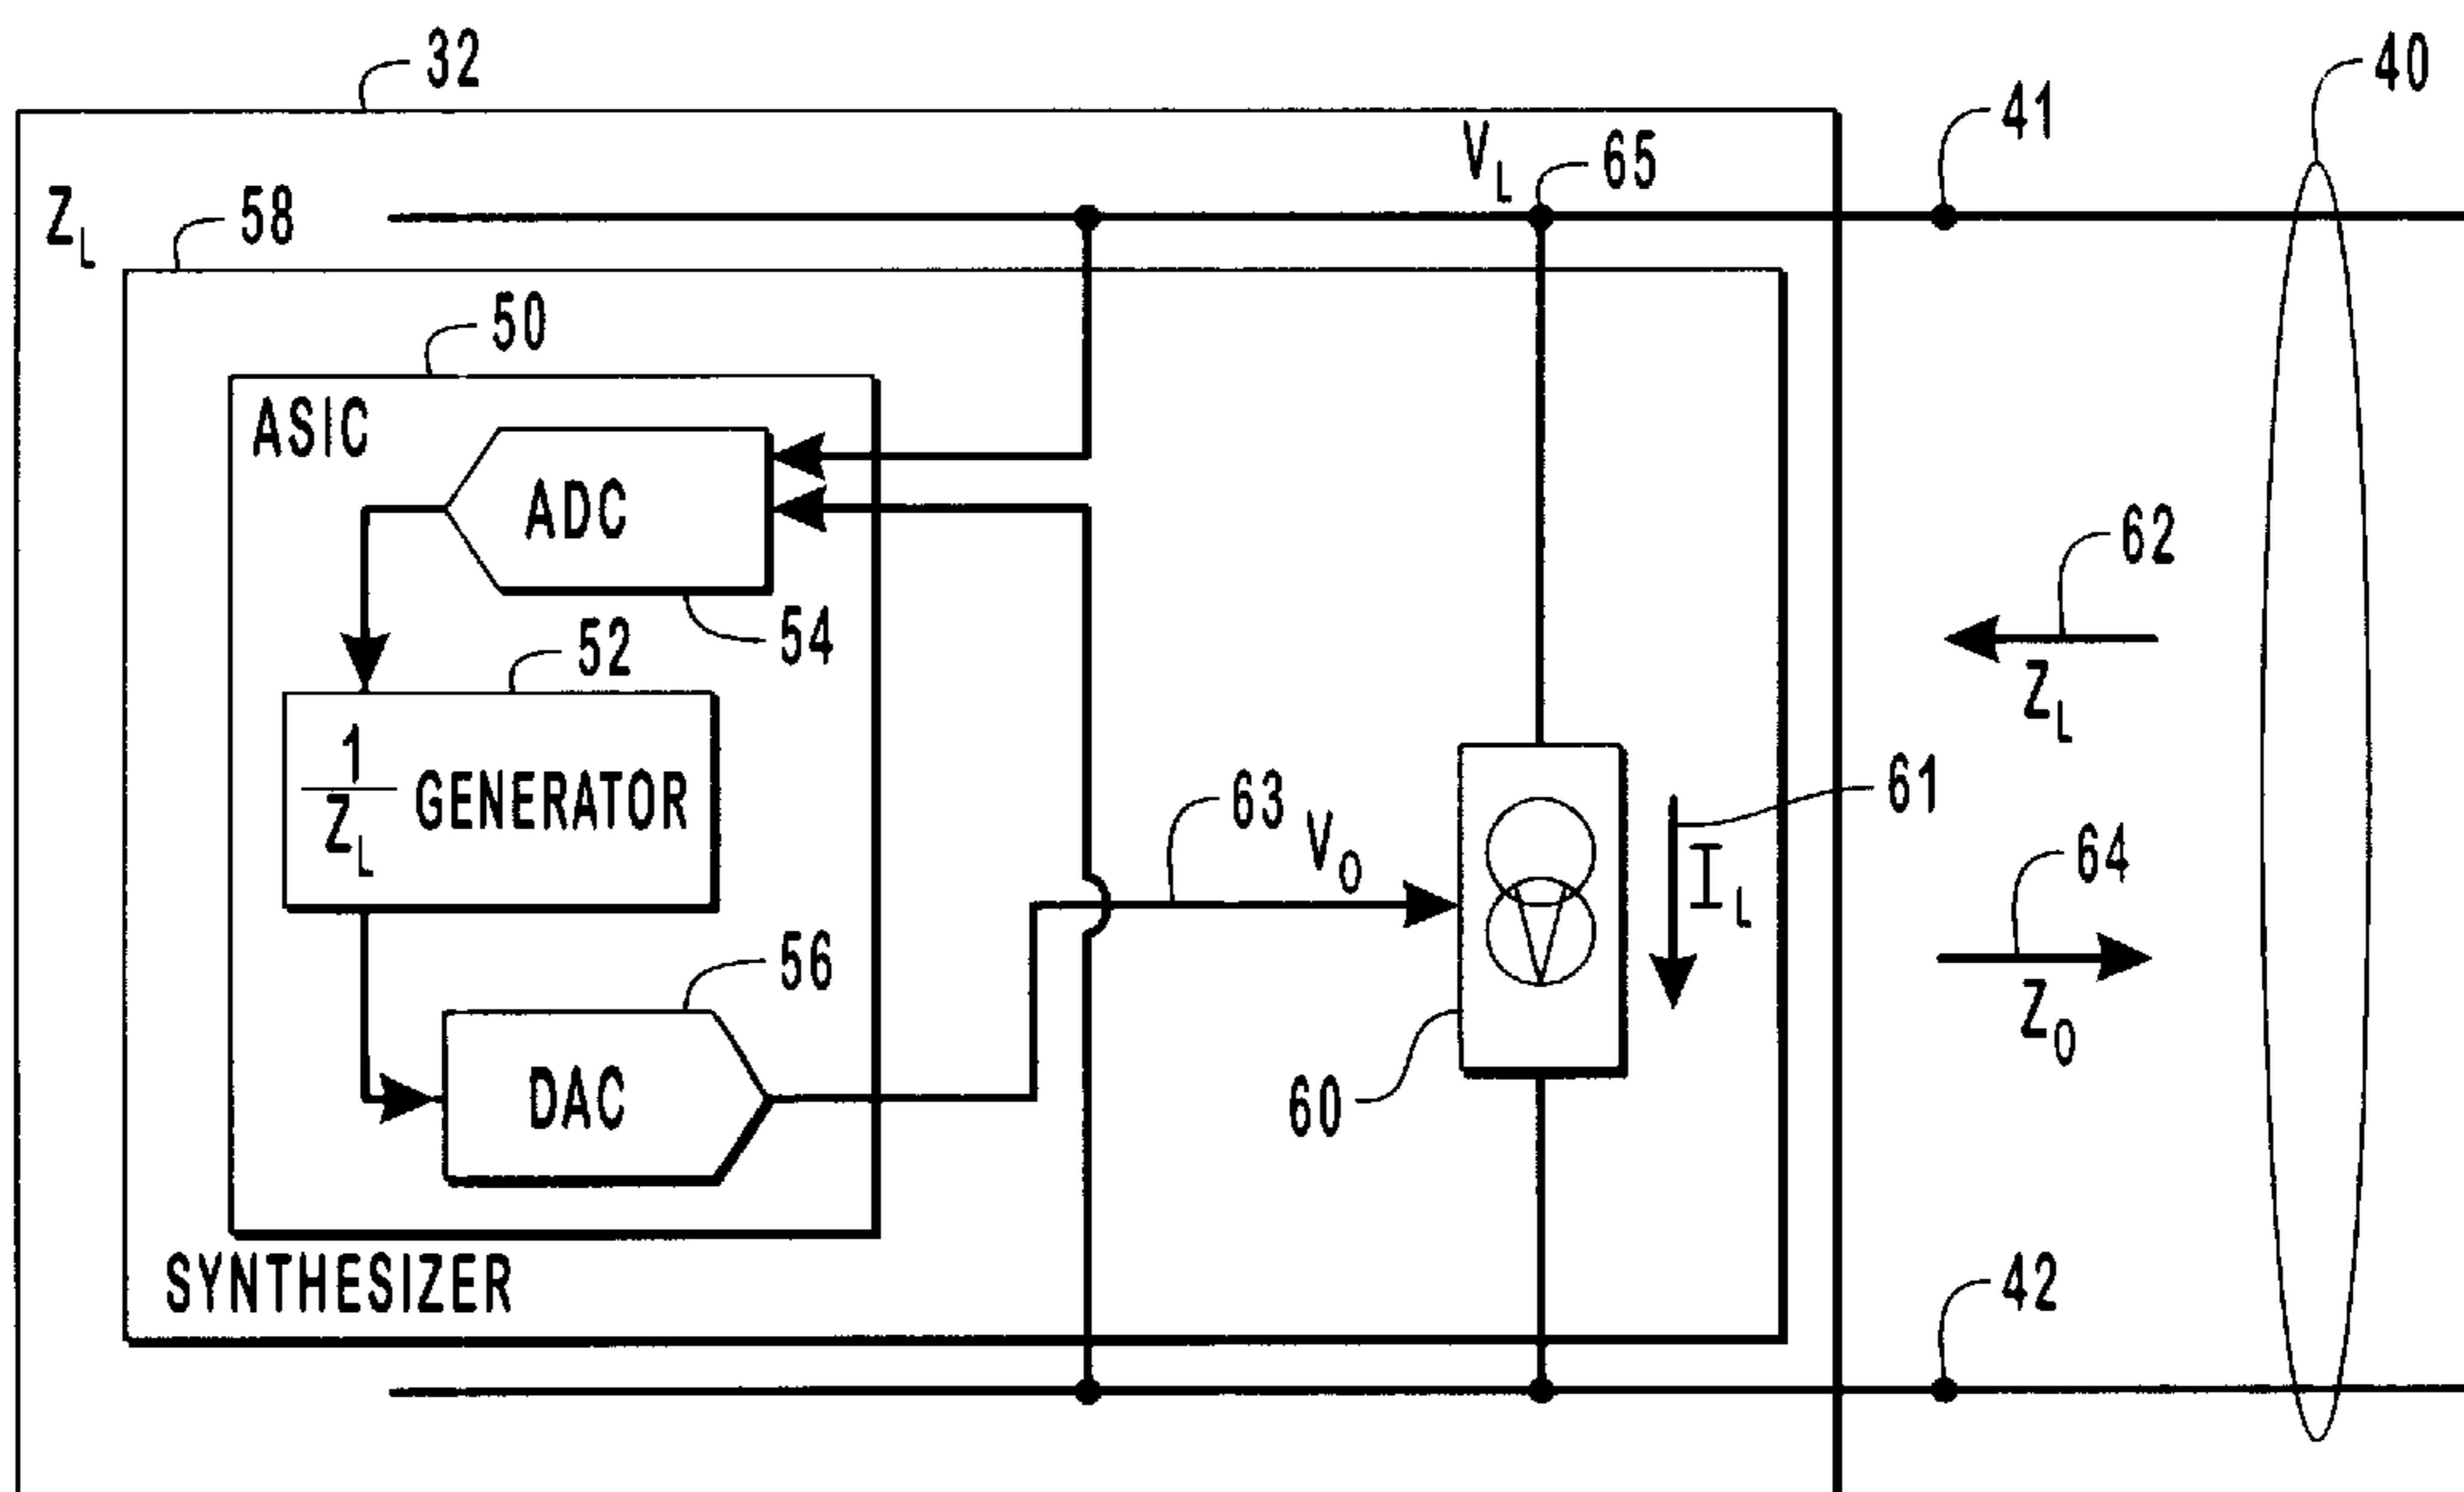 32
40
41
V_L
65
Z_L
58
50
ASIC
ADC
62
54
52
Z_L
1/Z_L GENERATOR
63
V_O
61
I_L
64
56
Z_O
DAC
60
42
SYNTHESIZER